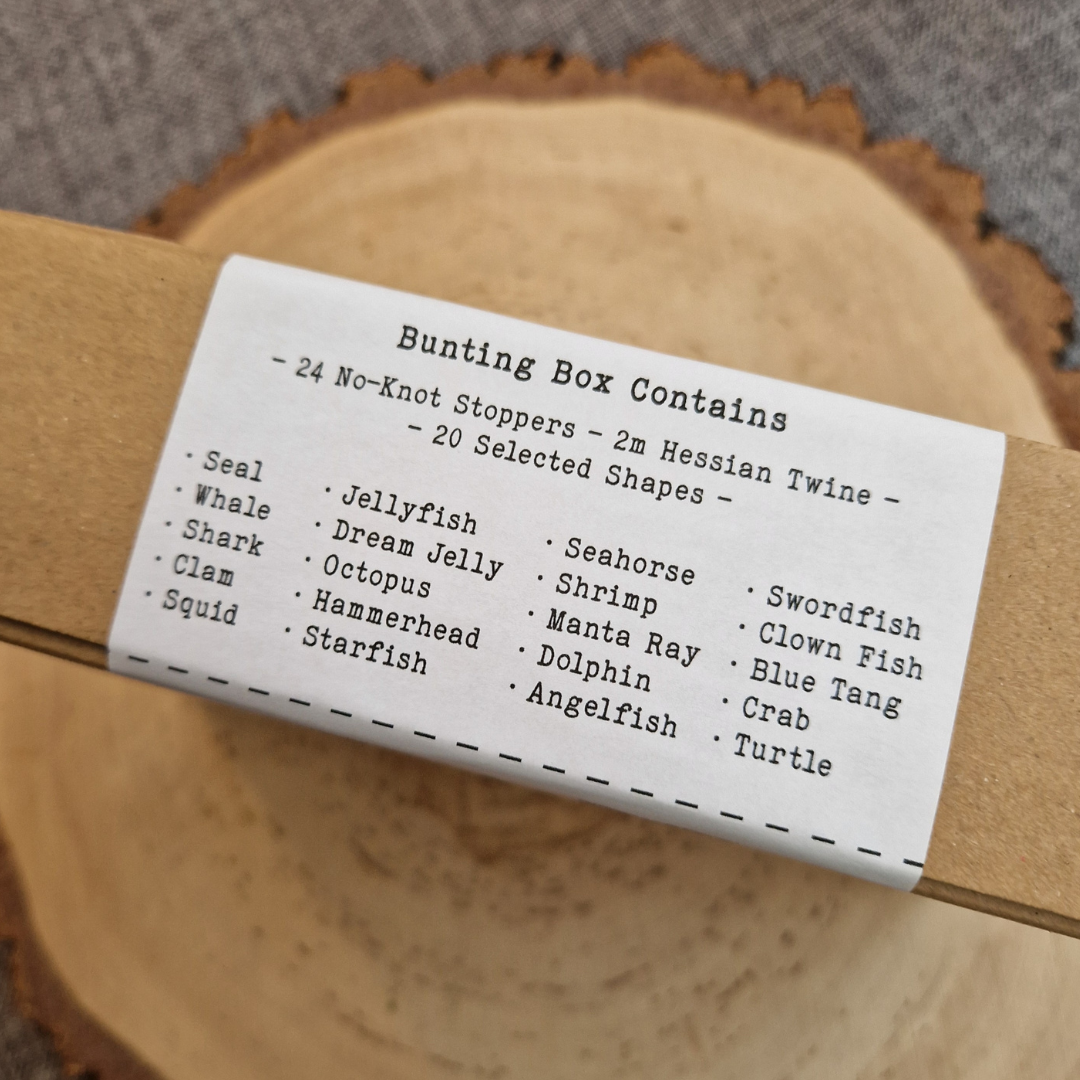 Bunting Box Contains
- 24 No-Knot Stoppers - 2m Hessian Twine -
- 20 Selected Shapes -
· Seal
· Whale
· Shark
· Clam
· Squid
· Jellyfish
· Dream Jelly
· Octopus
· Hammerhead
· Starfish
· Seahorse
· Shrimp
· Manta Ray
· Dolphin
· Angelfish
· Swordfish
· Clown Fish
· Blue Tang
· Crab
· Turtle